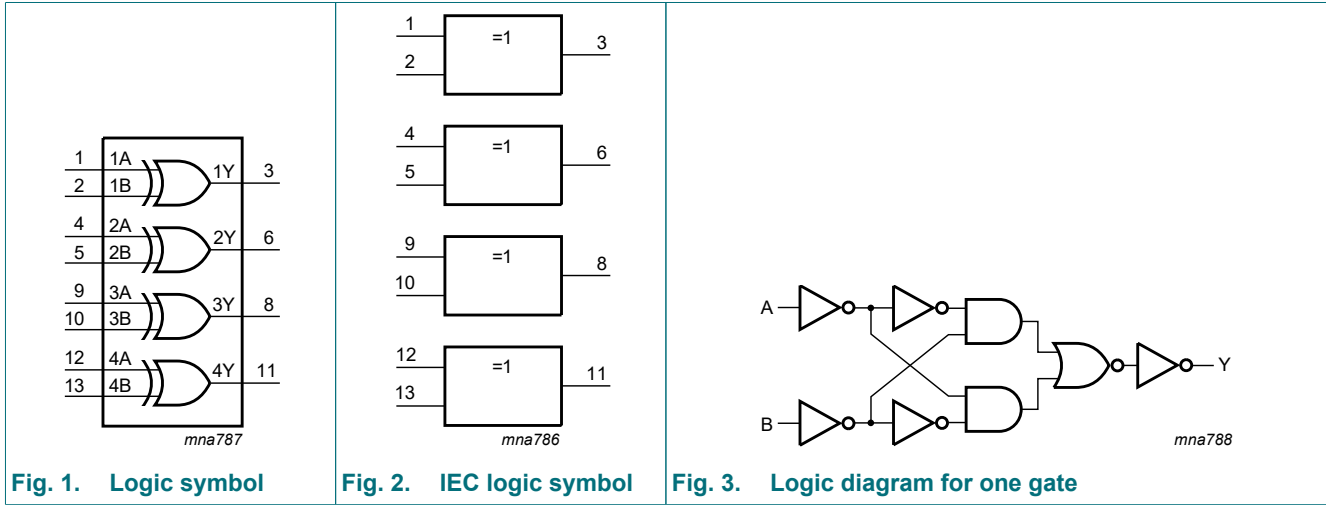 1 1A 1Y 3
2 1B
4 2A 2Y 6
5 2B
9 3A 3Y 8
10 3B
12 4A 4Y 11
13 4B
mna787
Fig. 1. Logic symbol
1 =1 3
2
4 =1 6
5
9 =1 8
10
12 =1 11
13
mna786
Fig. 2. IEC logic symbol
A
Y
B
mna788
Fig. 3. Logic diagram for one gate